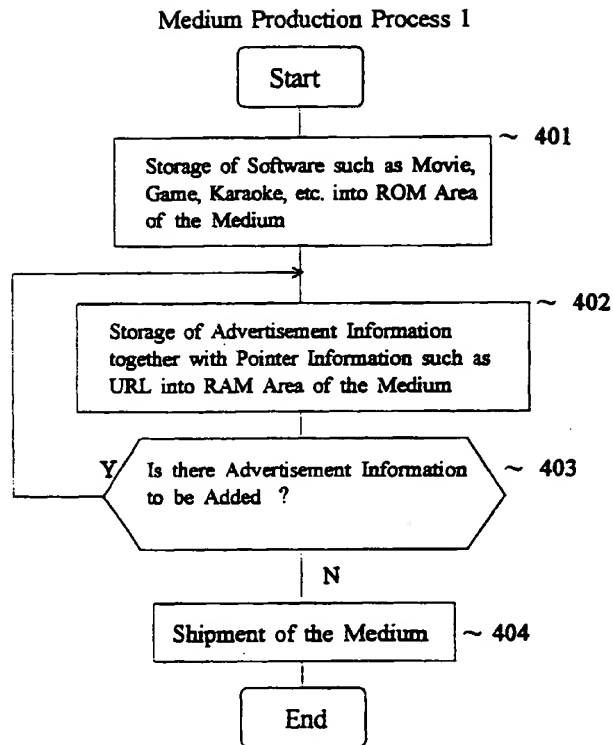 Medium Production Process 1
Start
~ 401
Storage of Software such as Movie,
Game, Karaoke, etc. into ROM Area
of the Medium
~ 402
Storage of Advertisement Information
together with Pointer Information such as
URL into RAM Area of the Medium
Y
Is there Advertisement Information
to be Added ?
~ 403
N
Shipment of the Medium
~ 404
End